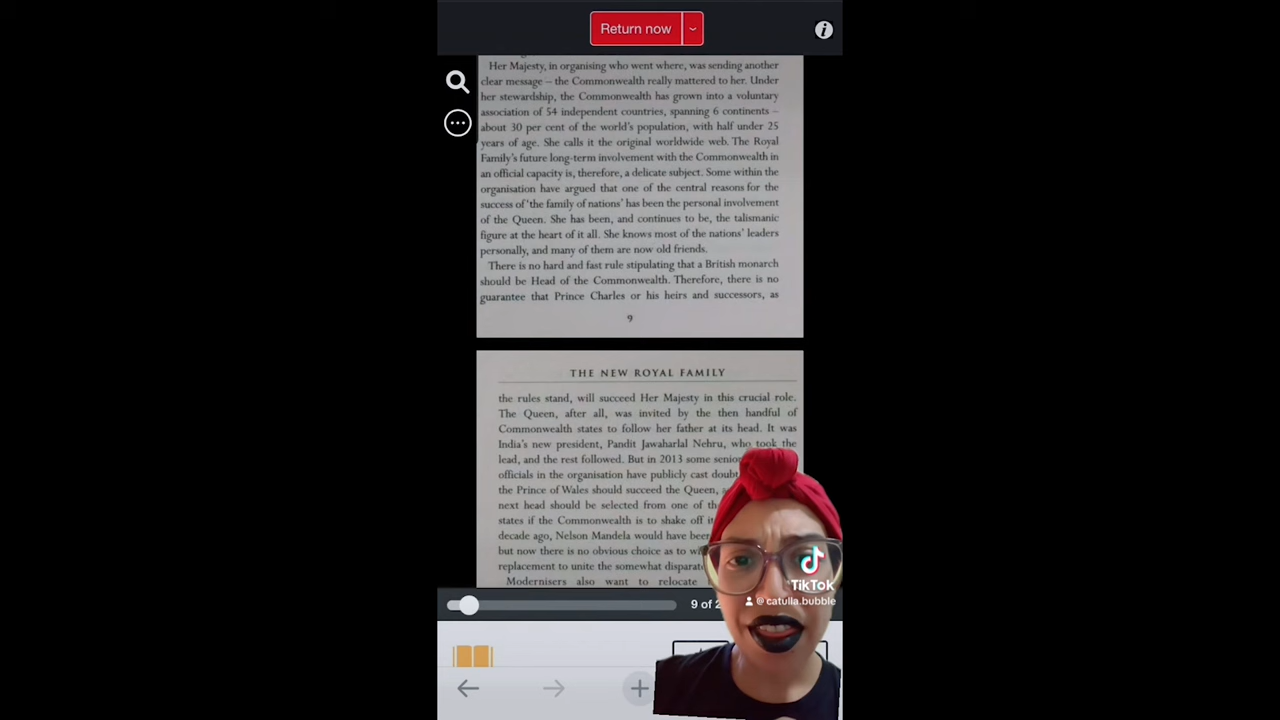 Return now
Her Majesty, in organising who went where, was sending another
clear message – the Commonwealth really mattered to her. Under
her stewardship, the Commonwealth has grown into a voluntary
association of 54 independent countries, spanning 6 continents –
about 30 per cent of the world's population, with half under 25
years of age. She calls it the original worldwide web. The Royal
Family's future long-term involvement with the Commonwealth in
an official capacity is, therefore, a delicate subject. Some within the
organisation have argued that one of the central reasons for the
success of 'the family of nations' has been the personal involvement
of the Queen. She has been, and continues to be, the talismanic
figure at the heart of it all. She knows most of the nations' leaders
personally, and many of them are now old friends.
There is no hard and fast rule stipulating that a British monarch
should be Head of the Commonwealth. Therefore, there is no
guarantee that Prince Charles or his heirs and successors, as
9
THE NEW ROYAL FAMILY
the rules stand, will succeed Her Majesty in this crucial role.
The Queen, after all, was invited by the then handful of
Commonwealth states to follow her father at its head. It was
India's new president, Pandit Jawaharlal Nehru, who took the
lead, and the rest followed. But in 2013 some senior
officials in the organisation have publicly cast doubt
the Prince of Wales should succeed the Queen,
next head should be selected from one of
states if the Commonwealth is to shake off
decade ago, Nelson Mandela would have been
but now there is no obvious choice as to
replacement to unite the somewhat
Modernisers also want to relocate
TikTok
@catulla.bubble
9 of